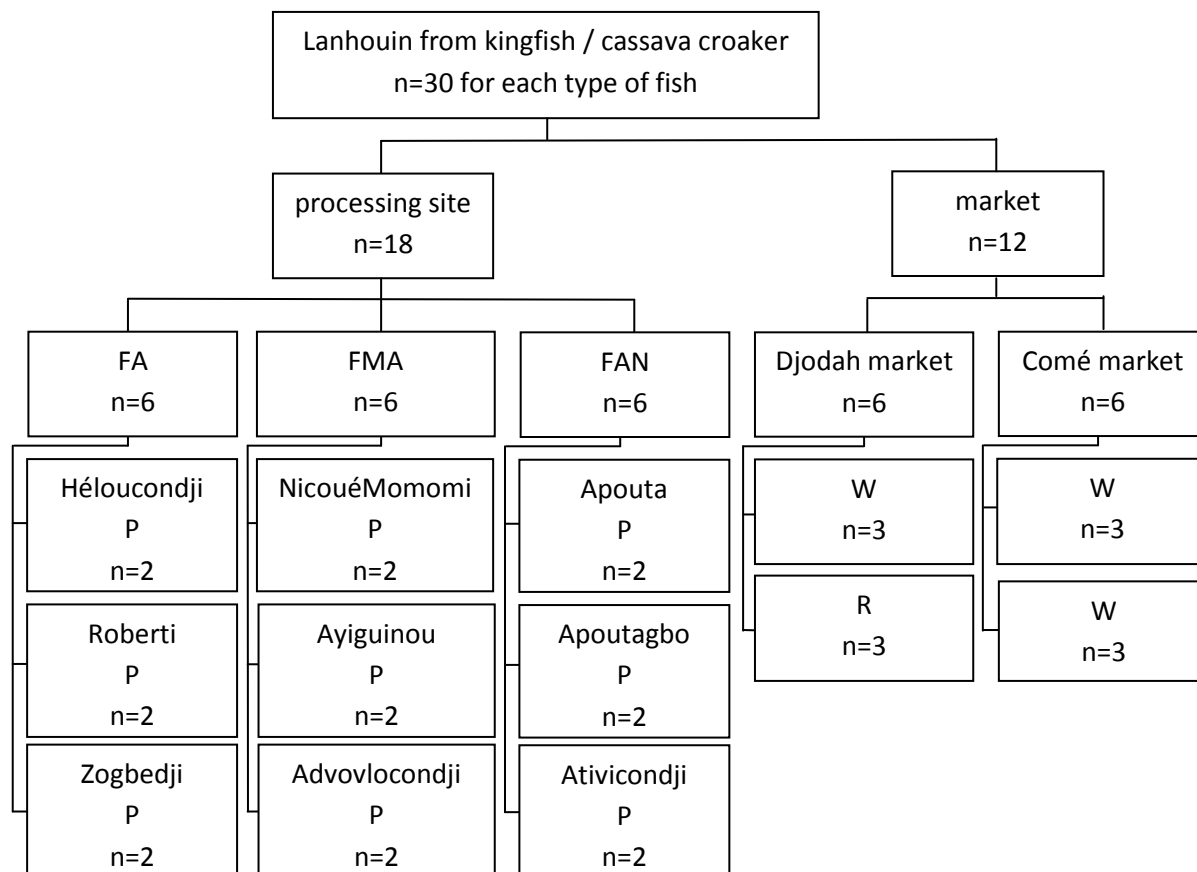 Lanhouin from kingfish / cassava croaker
n=30 for each type of fish
processing site
n=18
market
n=12
FA
n=6
FMA
n=6
FAN
n=6
Djodah market
n=6
Comé market
n=6
Héloucondji
P
n=2
NicouéMomomi
P
n=2
Apouta
P
n=2
W
n=3
W
n=3
Roberti
P
n=2
Ayiguinou
P
n=2
Apoutagbo
P
n=2
R
n=3
W
n=3
Zogbedji
P
n=2
Advovlocondji
P
n=2
Ativicondji
P
n=2